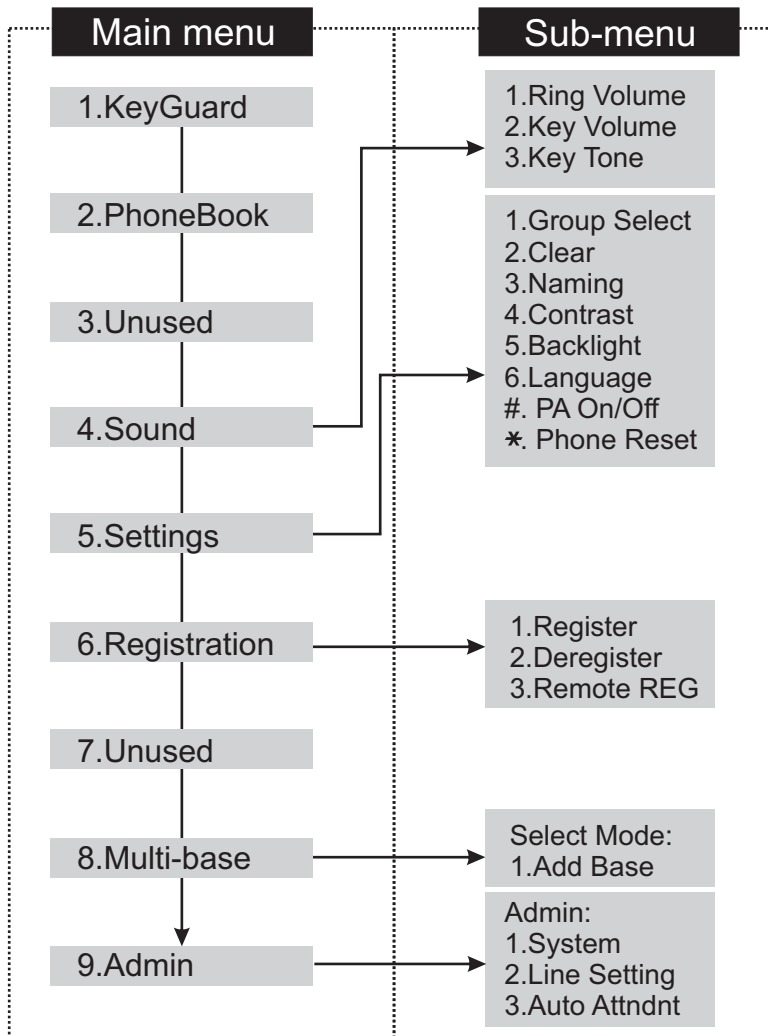 Main menu
1.KeyGuard
2.PhoneBook
3.Unused
4.Sound
5.Settings
6.Registration
7.Unused
8.Multi-base
9.Admin
Sub-menu
1.Ring Volume
2.Key Volume
3.Key Tone
1.Group Select
2.Clear
3.Naming
4.Contrast
5.Backlight
6.Language
#. PA On/Off
*. Phone Reset
1.Register
2.Deregister
3.Remote REG
Select Mode:
1.Add Base
Admin:
1.System
2.Line Setting
3.Auto Attndnt